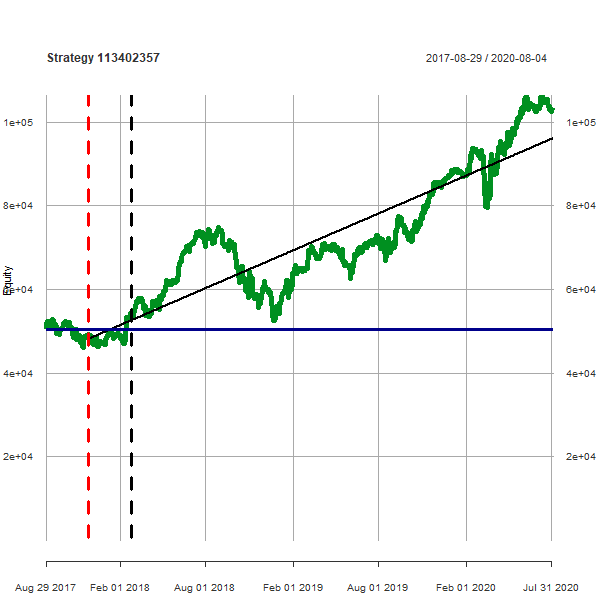 Strategy 113402357
2017-08-29 / 2020-08-04
1e+05
1e+05
8e+04
8e+04
Equity
6e+04
6e+04
4e+04
4e+04
2e+04
2e+04
Aug 29 2017
Feb 01 2018
Aug 01 2018
Feb 01 2019
Aug 01 2019
Feb 01 2020
Jul 31 2020